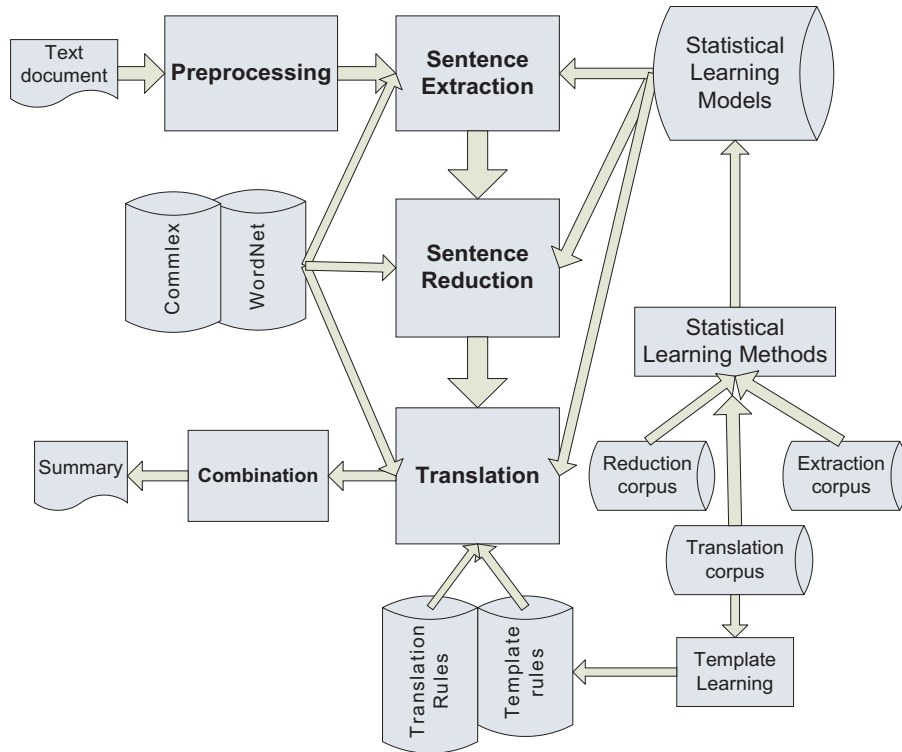 Text
document
Preprocessing
Sentence
Extraction
Statistical
Learning
Models
Commlex
WordNet
Sentence
Reduction
Statistical
Learning Methods
Summary
Combination
Translation
Reduction
corpus
Extraction
corpus
Translation
corpus
Translation
Rules
Template
rules
Template
Learning